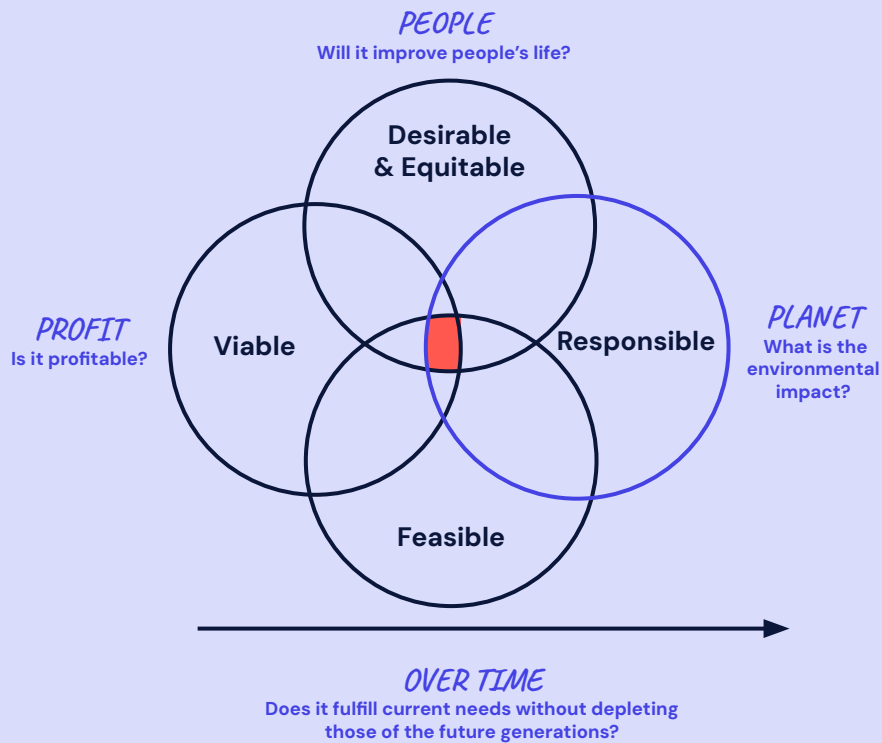 PEOPLE
Will it improve people’s life?
Desirable
& Equitable
PROFIT
Is it profitable?
Viable
Responsible
PLANET
What is the
environmental
impact?
Feasible
OVER TIME
Does it fulfill current needs without depleting
those of the future generations?